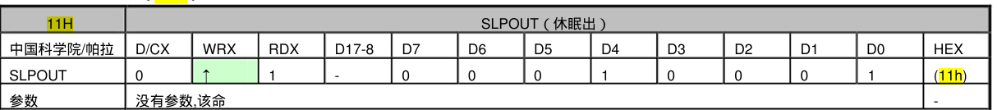 11H SLPOUT（休眠出）
中国科学院/帕拉 D/CX WRX RDX D17-8 D7 D6 D5 D4 D3 D2 D1 D0 HEX
SLPOUT 0 ↑ 1 - 0 0 0 1 0 0 0 1 (11h)
参数 没有参数,该命 -